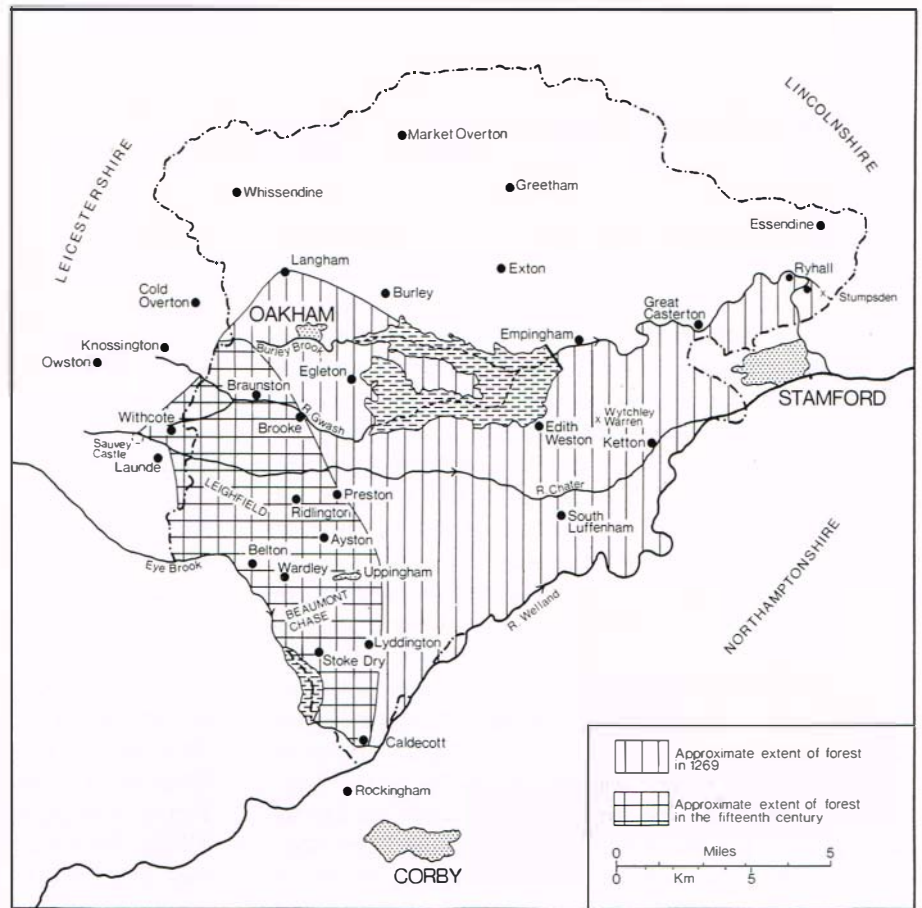 LINCOLNSHIRE
Market Overton
LEICESTERSHIRE
Whissendine
Greetham
Essendine
Langham
Exton
Ryhall
Cold
Overton
Burley
Stumpsden
OAKHAM
Great
Casterton
Knossington
Burley Brook
Empingham
Owston
Egleton
Braunston
STAMFORD
Withcote
R. Gwash
Wytchley
Warren
Brooke
Edith
Weston
Ketton
Sauvey
Castle
Launde
R. Chater
LEIGHFIELD
Preston
Ridlington
South
Luffenham
Ayston
Belton
Eye Brook
Wardley
Uppingham
NORTHAMPTONSHIRE
BEAUMONT
CHASE
R. Welland
Lyddington
Stoke Dry
Caldecott
Rockingham
CORBY
Approximate extent of forest
in 1269
Approximate extent of forest
in the fifteenth century
0 Miles 5
0 Km 5